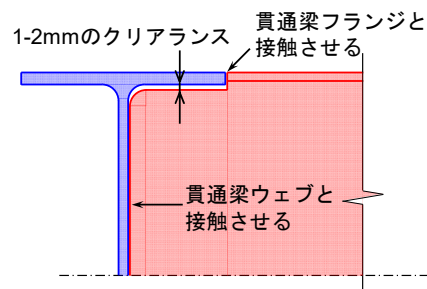 1-2mmのクリアランス
貫通梁フランジと
接触させる
貫通梁ウェブと
接触させる